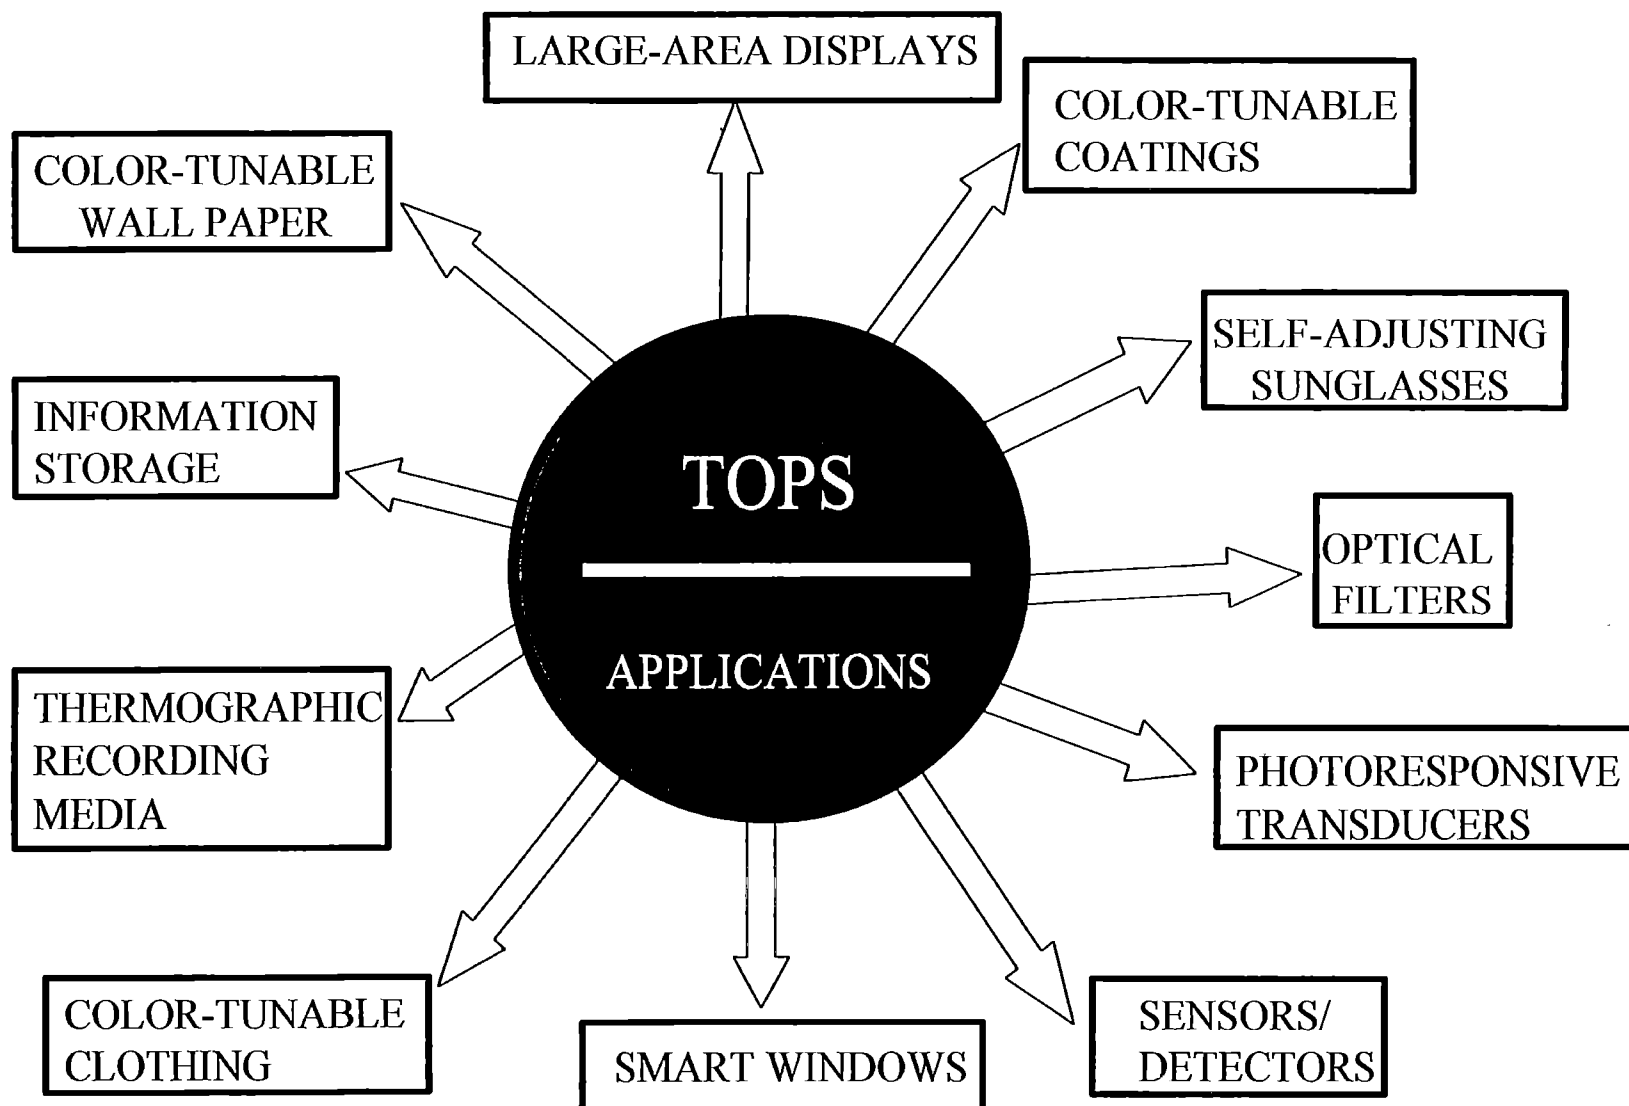 LARGE-AREA DISPLAYS
COLOR-TUNABLE
COATINGS
COLOR-TUNABLE
WALL PAPER
SELF-ADJUSTING
SUNGLASSES
INFORMATION
STORAGE
TOPS
APPLICATIONS
OPTICAL
FILTERS
THERMOGRAPHIC
RECORDING
MEDIA
PHOTORESPONSIVE
TRANSDUCERS
COLOR-TUNABLE
CLOTHING
SMART WINDOWS
SENSORS/
DETECTORS